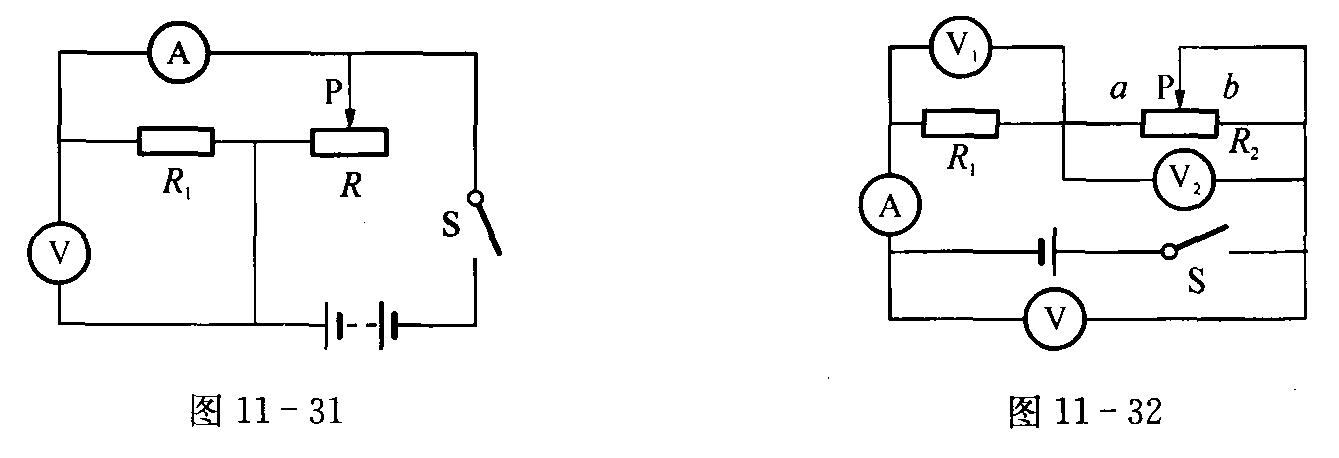 A
P
R₁
R
S
V
图 11-31
V₁
a
P
b
R₁
R₂
V₂
A
S
V
图 11-32